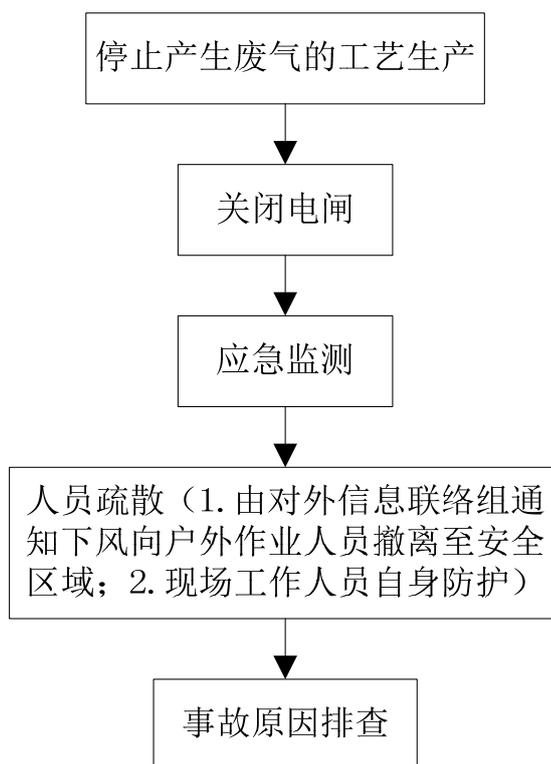 停止产生废气的工艺生产
关闭电闸
应急监测
人员疏散（1.由对外信息联络组通
知下风向户外作业人员撤离至安全
区域；2.现场工作人员自身防护）
事故原因排查